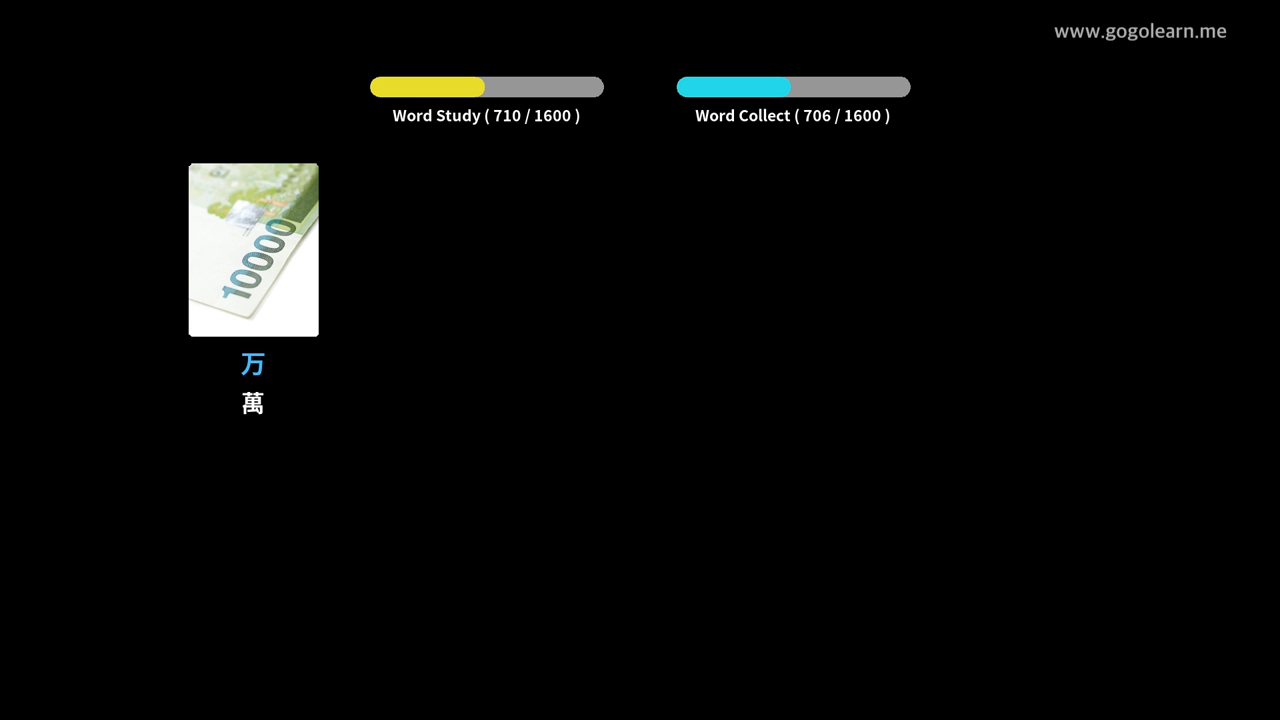 www.gogolearn.me
Word Study ( 710 / 1600 )
Word Collect ( 706 / 1600 )
10000
万
萬